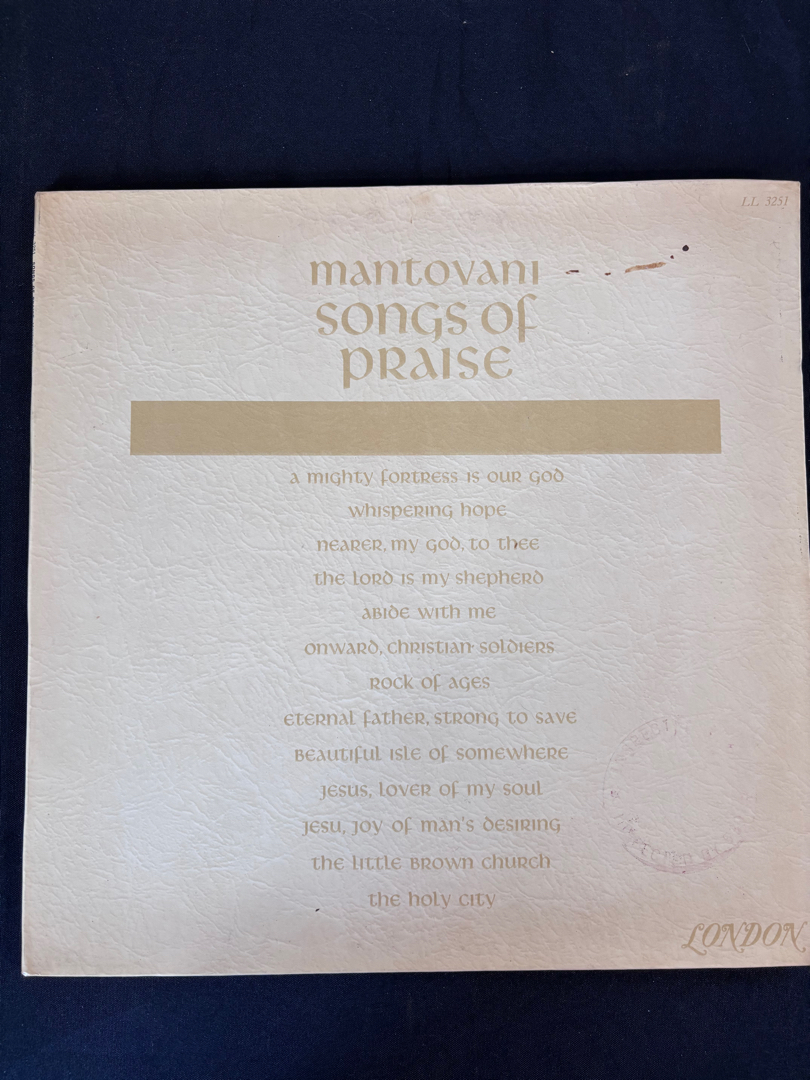 LL 3251
mantovani
songs of
praise
a mighty fortress is our god
whispering hope
nearer, my god, to thee
the lord is my shepherd
abide with me
onward, christian soldiers
rock of ages
eternal father, strong to save
beautiful isle of somewhere
jesus, lover of my soul
jesu, joy of man's desiring
the little brown church
the holy city
LONDON